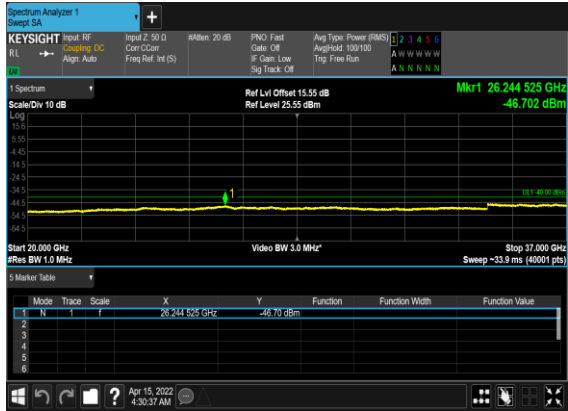 Spectrum Analyzer 1
Swept SA
+
KEYSIGHT Input: RF Input Z: 50 Ω #Atten: 20 dB PNO: Fast Avg Type: Power (RMS) 1 2 3 4 5 6
RL Coupling: DC Corr CCorr Gate: Off Avg|Hold: 100/100 A W W W W W
Align: Auto Freq Ref: Int (S) IF Gain: Low Trig: Free Run
LU Sig Track: Off A N N N N N
1 Spectrum Ref Lvl Offset 15.55 dB Mkr1 26.244 525 GHz
Scale/Div 10 dB Ref Level 25.55 dBm -46.702 dBm
Log
15.6
5.55
-4.45
-14.5
-24.5
-34.5
1
DL1 -40.00 dBm
-44.5
-54.5
-64.5
Start 20.000 GHz Video BW 3.0 MHz* Stop 37.000 GHz
#Res BW 1.0 MHz Sweep ~33.9 ms (40001 pts)
5 Marker Table
Mode Trace Scale X Y Function Function Width Function Value
1 N 1 f 26.244 525 GHz -46.70 dBm
2
3
4
5
6
? Apr 15, 2022
4:30:37 AM